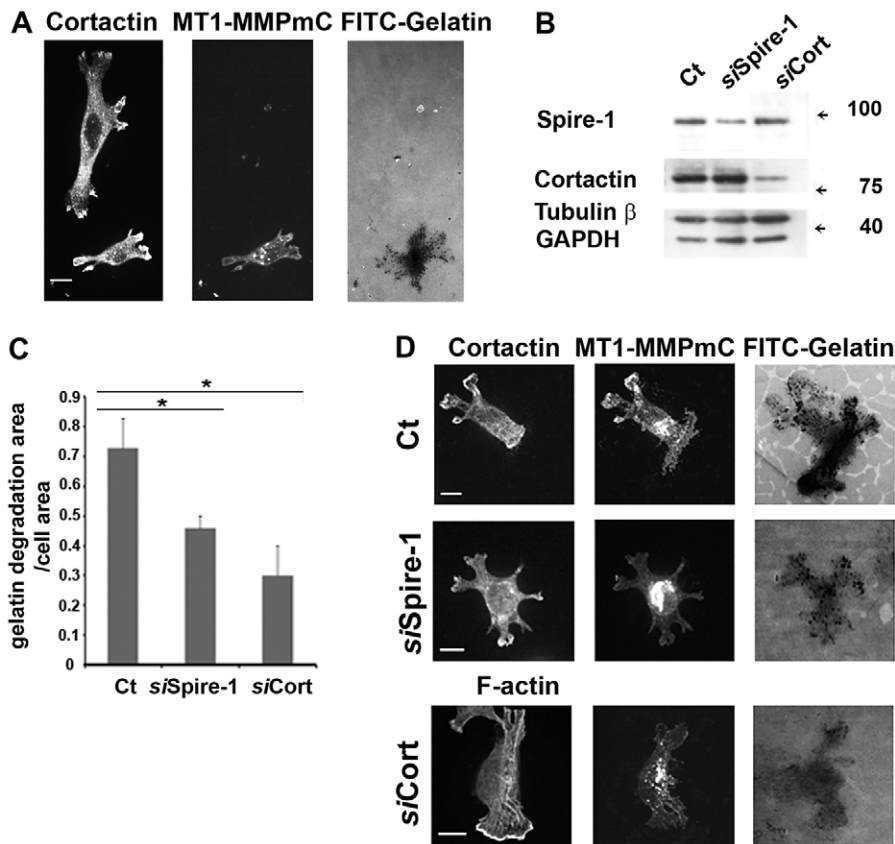 A
Cortactin MT1-MMPmC FITC-Gelatin
B
Ct siSpire-1 siCort
Spire-1
100
Cortactin
75
Tubulin β
40
GAPDH
C
gelatin degradation area
/cell area
0.9
0.8
0.7
0.6
0.5
0.4
0.3
0.2
0.1
0
*
*
Ct siSpire-1 siCort
D
Cortactin MT1-MMPmC FITC-Gelatin
Ct
siSpire-1
F-actin
siCort